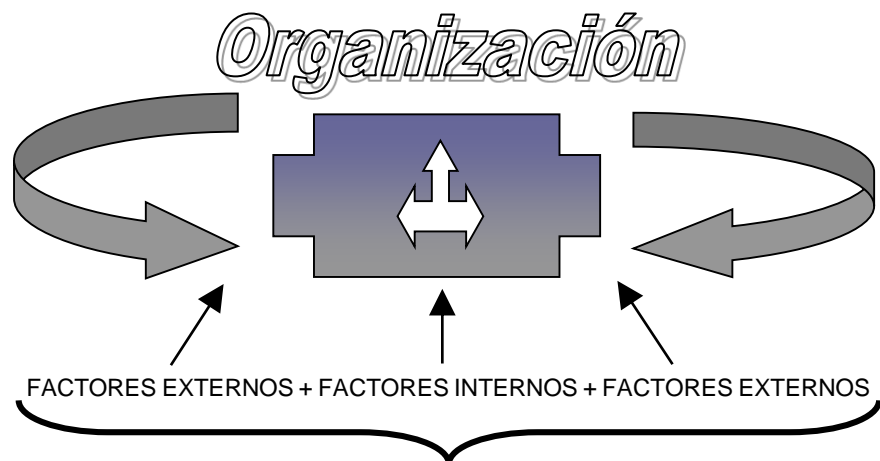 Organización
FACTORES EXTERNOS + FACTORES INTERNOS + FACTORES EXTERNOS